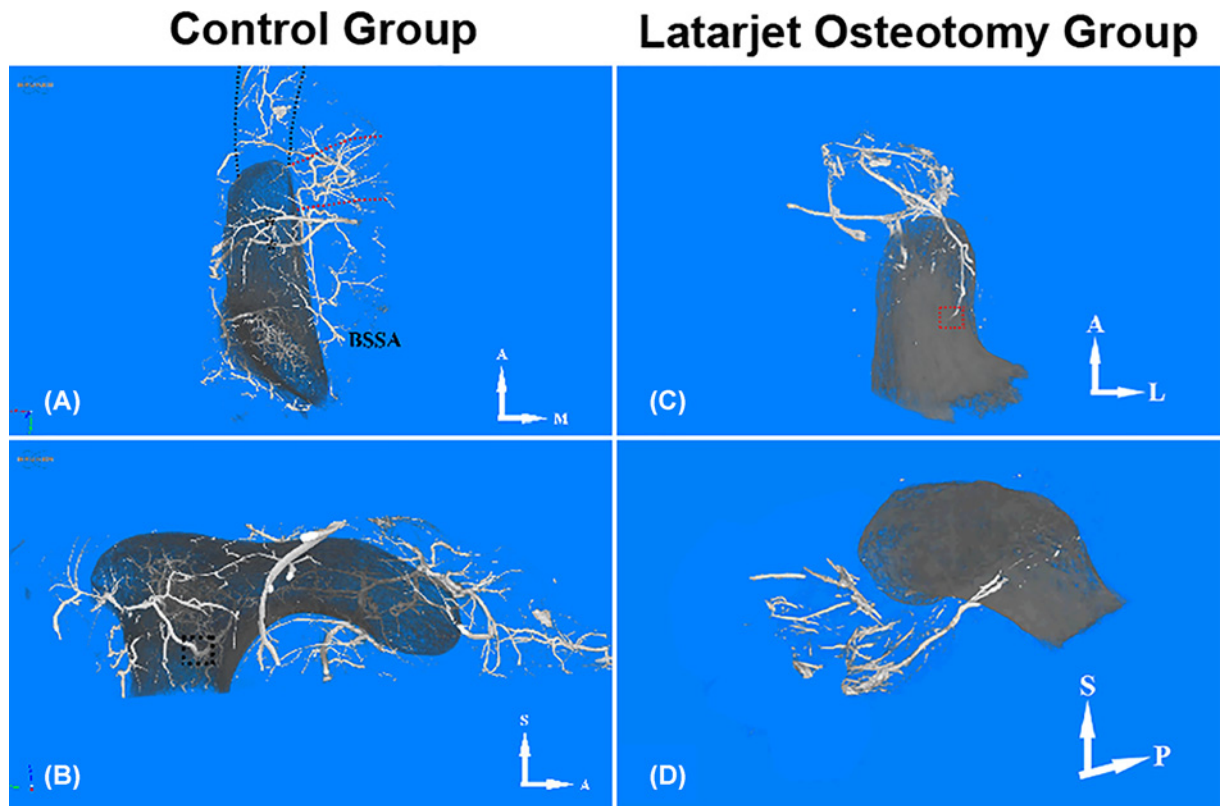 Control Group
Latarjet Osteotomy Group
BSSA
A
M
(A)
A
L
(C)
S
A
(B)
S
P
(D)